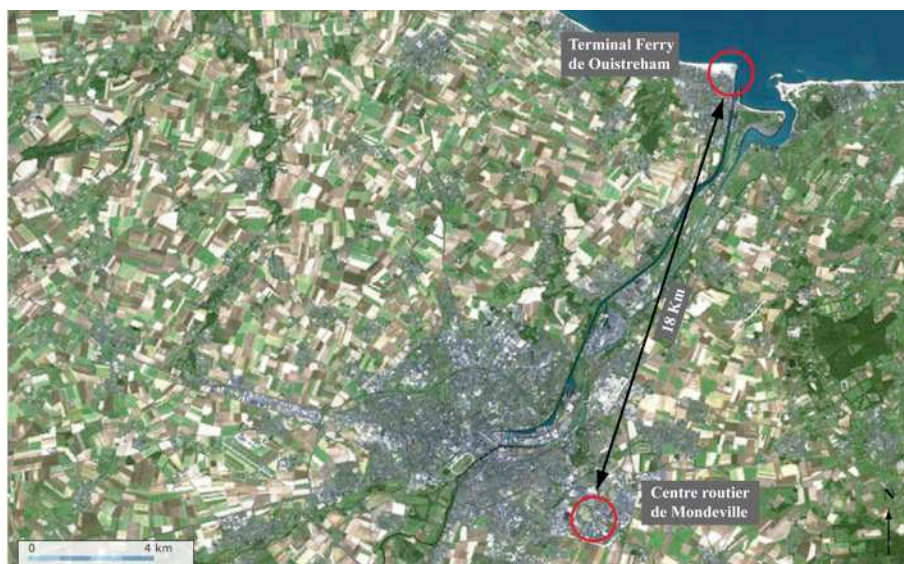 Terminal Ferry
de Ouistreham
18 Km
Centre routier
de Mondeville
N
0 4 km